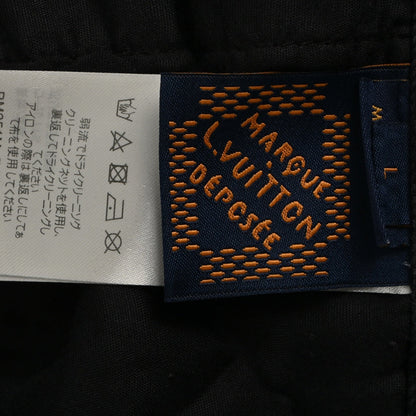 MARQUE
L.VUITTON
DÉPOSÉE
M
L
弱流でドライクリーニング
クリーニングネットを使用し、
裏返してドライクリーニングし
てください
アイロンの際は裏返しにしてあ
て布を使用してください